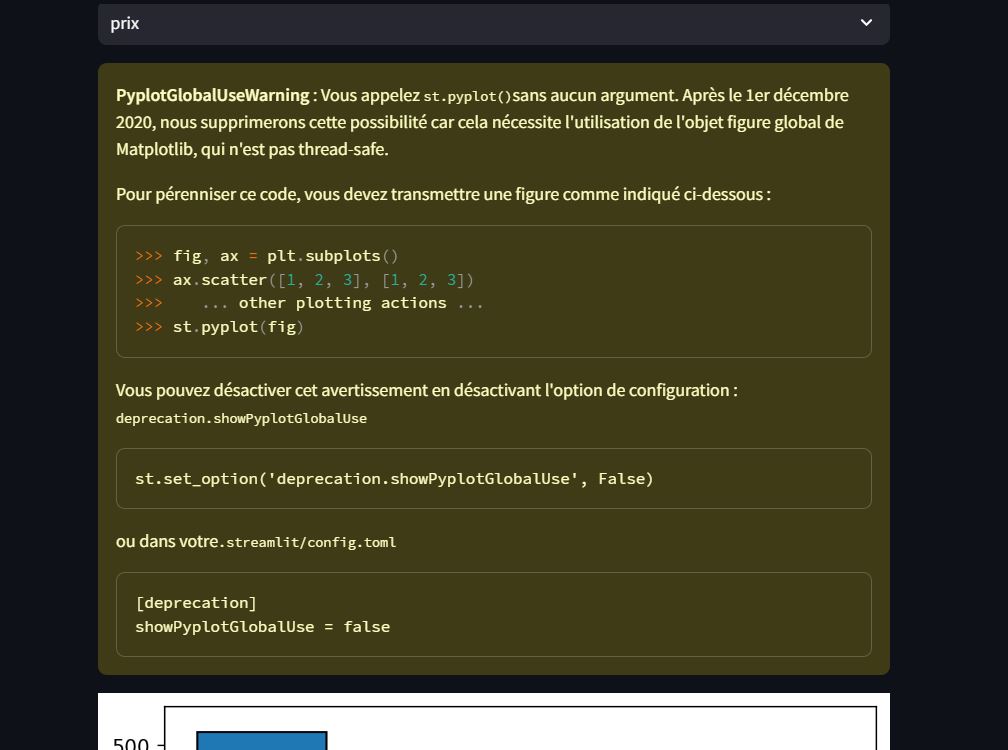 prix
PyplotGlobalUseWarning : Vous appelez st.pyplot()sans aucun argument. Après le 1er décembre
2020, nous supprimerons cette possibilité car cela nécessite l'utilisation de l'objet figure global de
Matplotlib, qui n'est pas thread-safe.
Pour pérenniser ce code, vous devez transmettre une figure comme indiqué ci-dessous :
>>> fig, ax = plt.subplots()
>>> ax.scatter([1, 2, 3], [1, 2, 3])
>>>    ... other plotting actions ...
>>> st.pyplot(fig)
Vous pouvez désactiver cet avertissement en désactivant l'option de configuration :
deprecation.showPyplotGlobalUse
st.set_option('deprecation.showPyplotGlobalUse', False)
ou dans votre.streamlit/config.toml
[deprecation]
showPyplotGlobalUse = false
500